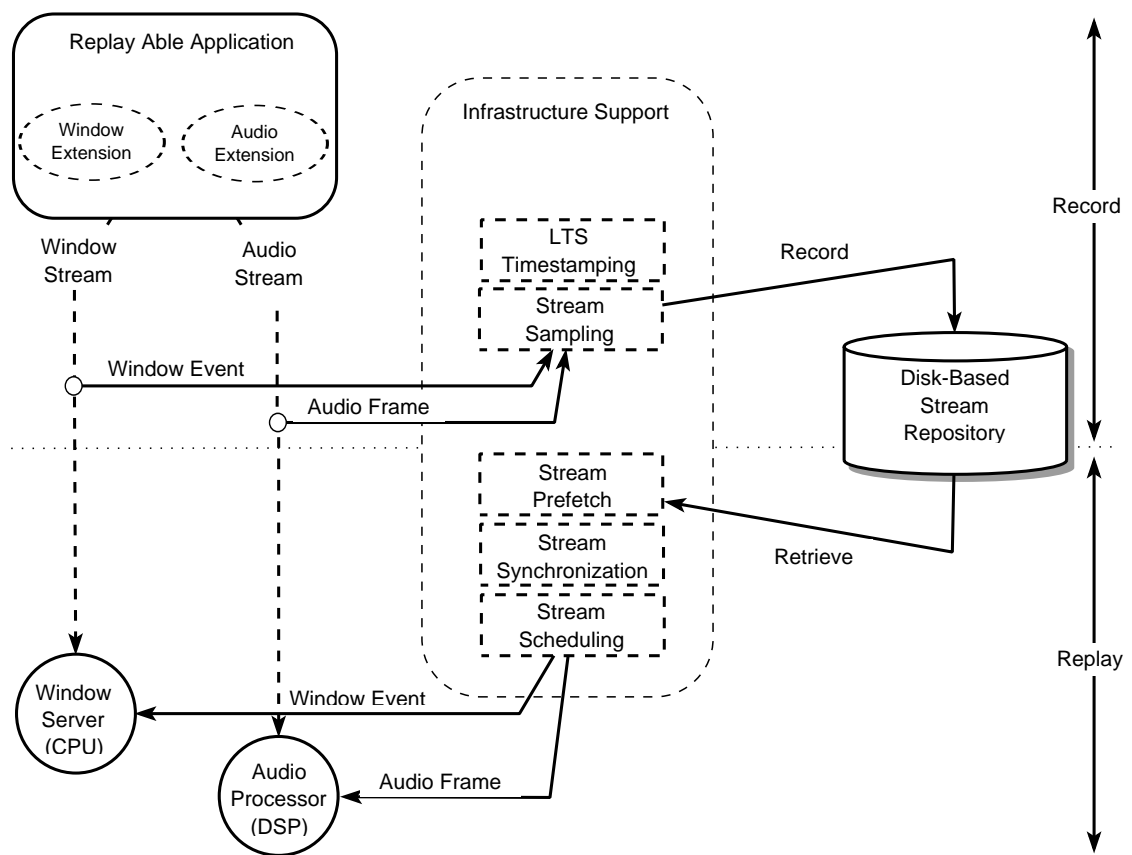 Replay Able Application
Window
Extension
Audio
Extension
Infrastructure Support
Window
Stream
Audio
Stream
LTS
Timestamping
Stream
Sampling
Record
Record
Window Event
Audio Frame
Disk-Based
Stream
Repository
Stream
Prefetch
Stream
Synchronization
Stream
Scheduling
Retrieve
Replay
Window
Server
(CPU)
Window Event
Audio
Processor
(DSP)
Audio Frame